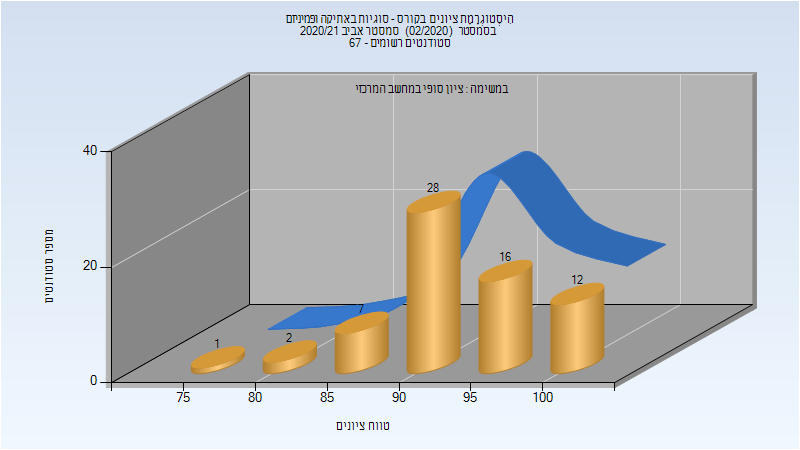 היסטוגרמת ציונים בקורס - סוגיות באתיקה ופמיניזם
בסמסטר (02/2020) סמסטר אביב 2020/21
סטודנטים רשומים - 67
במשימה : ציון סופי במחשב המרכזי
מספר סטודנטים
40
20
0
1
2
7
28
16
12
75
80
85
90
95
100
טווח ציונים